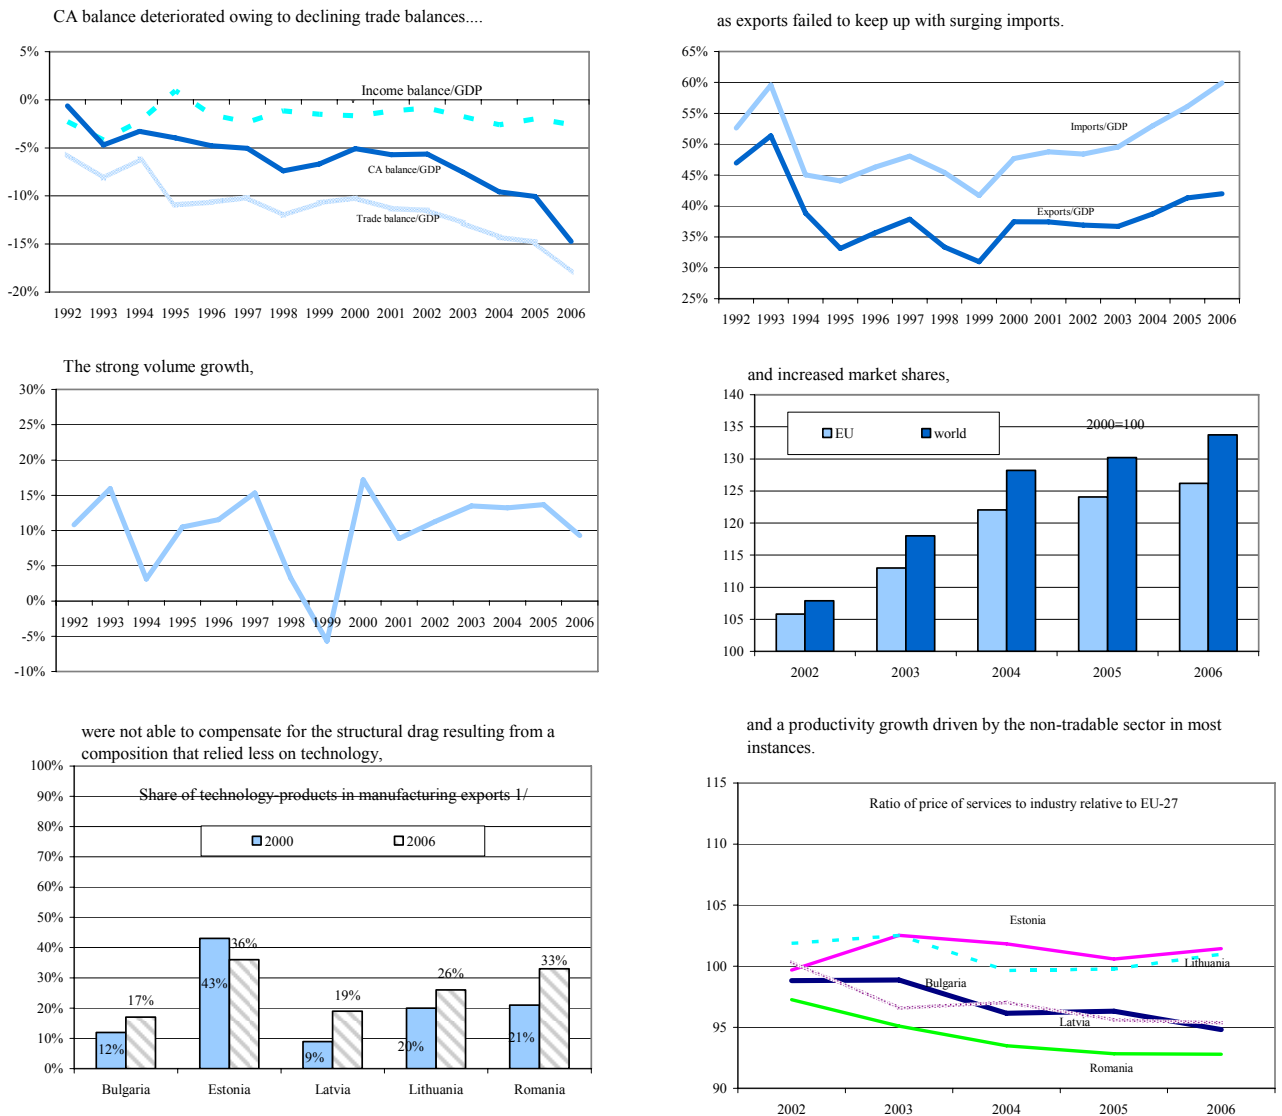 CA balance deteriorated owing to declining trade balances....
5%
0%
-5%
-10%
-15%
-20%
Income balance/GDP
CA balance/GDP
Trade balance/GDP
1992 1993 1994 1995 1996 1997 1998 1999 2000 2001 2002 2003 2004 2005 2006
as exports failed to keep up with surging imports.
65%
60%
55%
50%
45%
40%
35%
30%
25%
Imports/GDP
Exports/GDP
1992 1993 1994 1995 1996 1997 1998 1999 2000 2001 2002 2003 2004 2005 2006
The strong volume growth,
30%
25%
20%
15%
10%
5%
0%
-5%
-10%
1992 1993 1994 1995 1996 1997 1998 1999 2000 2001 2002 2003 2004 2005 2006
and increased market shares,
140
135
130
125
120
115
110
105
100
EU world
2000=100
2002 2003 2004 2005 2006
were not able to compensate for the structural drag resulting from a
composition that relied less on technology,
100%
90%
80%
70%
60%
50%
40%
30%
20%
10%
0%
Share of technology-products in manufacturing exports 1/
2000 2006
12% 17% 43% 36% 9% 19% 20% 26% 21% 33%
Bulgaria Estonia Latvia Lithuania Romania
and a productivity growth driven by the non-tradable sector in most
instances.
115
110
105
100
95
90
Ratio of price of services to industry relative to EU-27
Estonia
Lithuania
Bulgaria
Latvia
Romania
2002 2003 2004 2005 2006